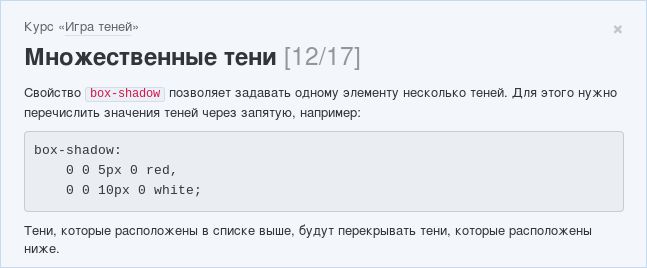 Курс «Игра теней»
×
Множественные тени [12/17]
Свойство box-shadow позволяет задавать одному элементу несколько теней. Для этого нужно
перечислить значения теней через запятую, например:
box-shadow:
    0 0 5px 0 red,
    0 0 10px 0 white;
Тени, которые расположены в списке выше, будут перекрывать тени, которые расположены
ниже.